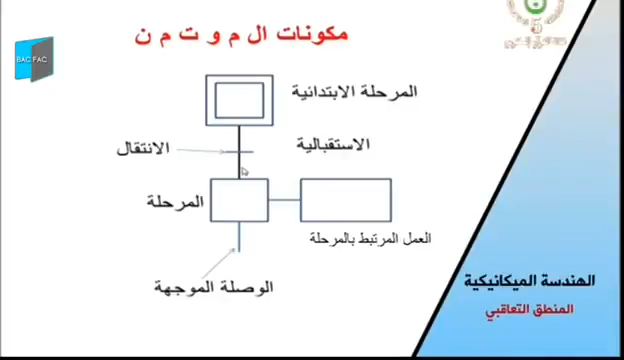 مكونات ال م و ت م ن
BAC FAC
المرحلة الابتدائية
الاستقبالية
الانتقال
المرحلة
العمل المرتبط بالمرحلة
الوصلة الموجهة
الهندسة الميكانيكية
المنطق التعاقبي